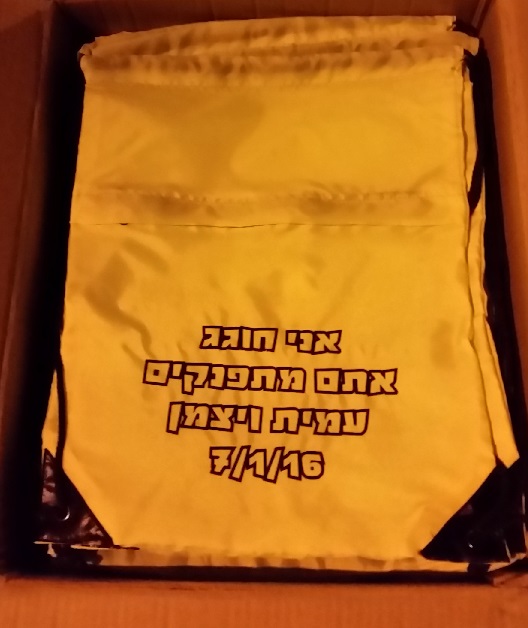 אני חוגג
אתם מתפנקים
עמית ויצמן
7/1/16